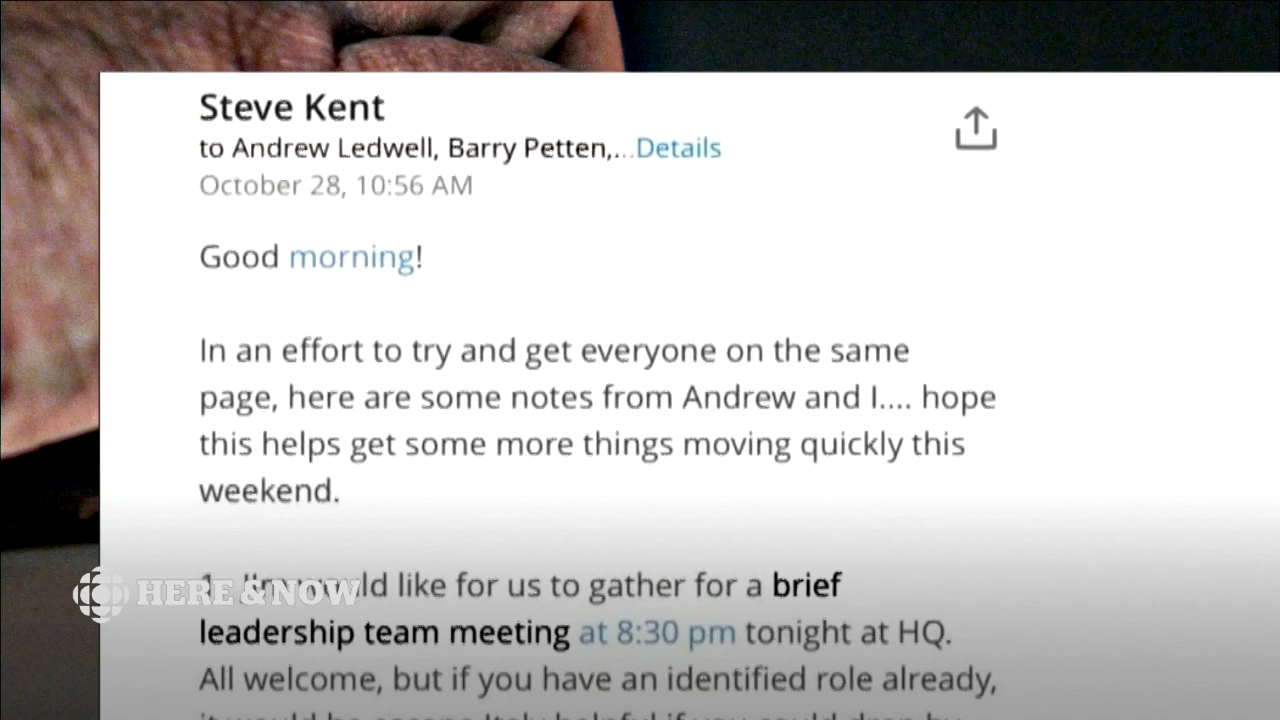 Steve Kent
to Andrew Ledwell, Barry Petten,...Details
October 28, 10:56 AM
Good morning!
In an effort to try and get everyone on the same
page, here are some notes from Andrew and I.... hope
this helps get some more things moving quickly this
weekend.
1. Jim would like for us to gather for a brief
HERE & NOW
leadership team meeting at 8:30 pm tonight at HQ.
All welcome, but if you have an identified role already,